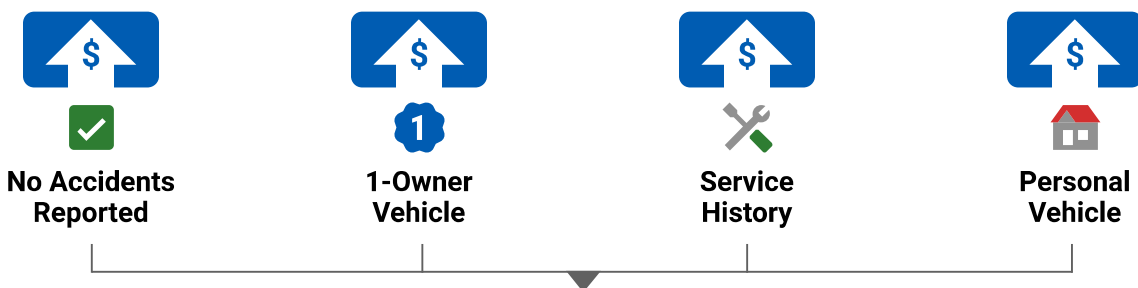 $ $ $ $
1
No Accidents
Reported
1-Owner
Vehicle
Service
History
Personal
Vehicle